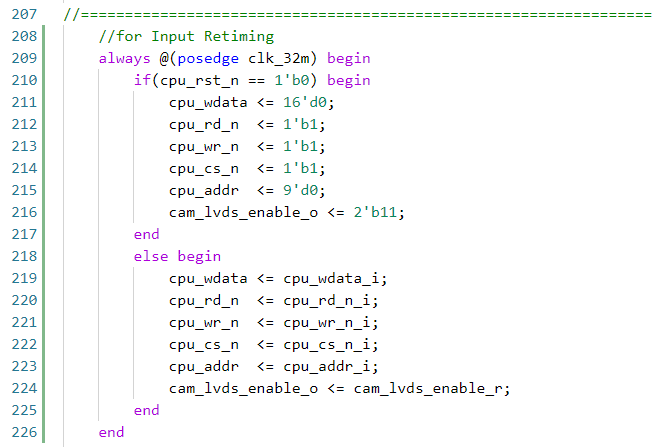 207 //=================================================================
208 //for Input Retiming
209 always @(posedge clk_32m) begin
210 if(cpu_rst_n == 1'b0) begin
211 cpu_wdata <= 16'd0;
212 cpu_rd_n  <= 1'b1;
213 cpu_wr_n  <= 1'b1;
214 cpu_cs_n  <= 1'b1;
215 cpu_addr  <= 9'd0;
216 cam_lvds_enable_o <= 2'b11;
217 end
218 else begin
219 cpu_wdata <= cpu_wdata_i;
220 cpu_rd_n  <= cpu_rd_n_i;
221 cpu_wr_n  <= cpu_wr_n_i;
222 cpu_cs_n  <= cpu_cs_n_i;
223 cpu_addr  <= cpu_addr_i;
224 cam_lvds_enable_o <= cam_lvds_enable_r;
225 end
226 end